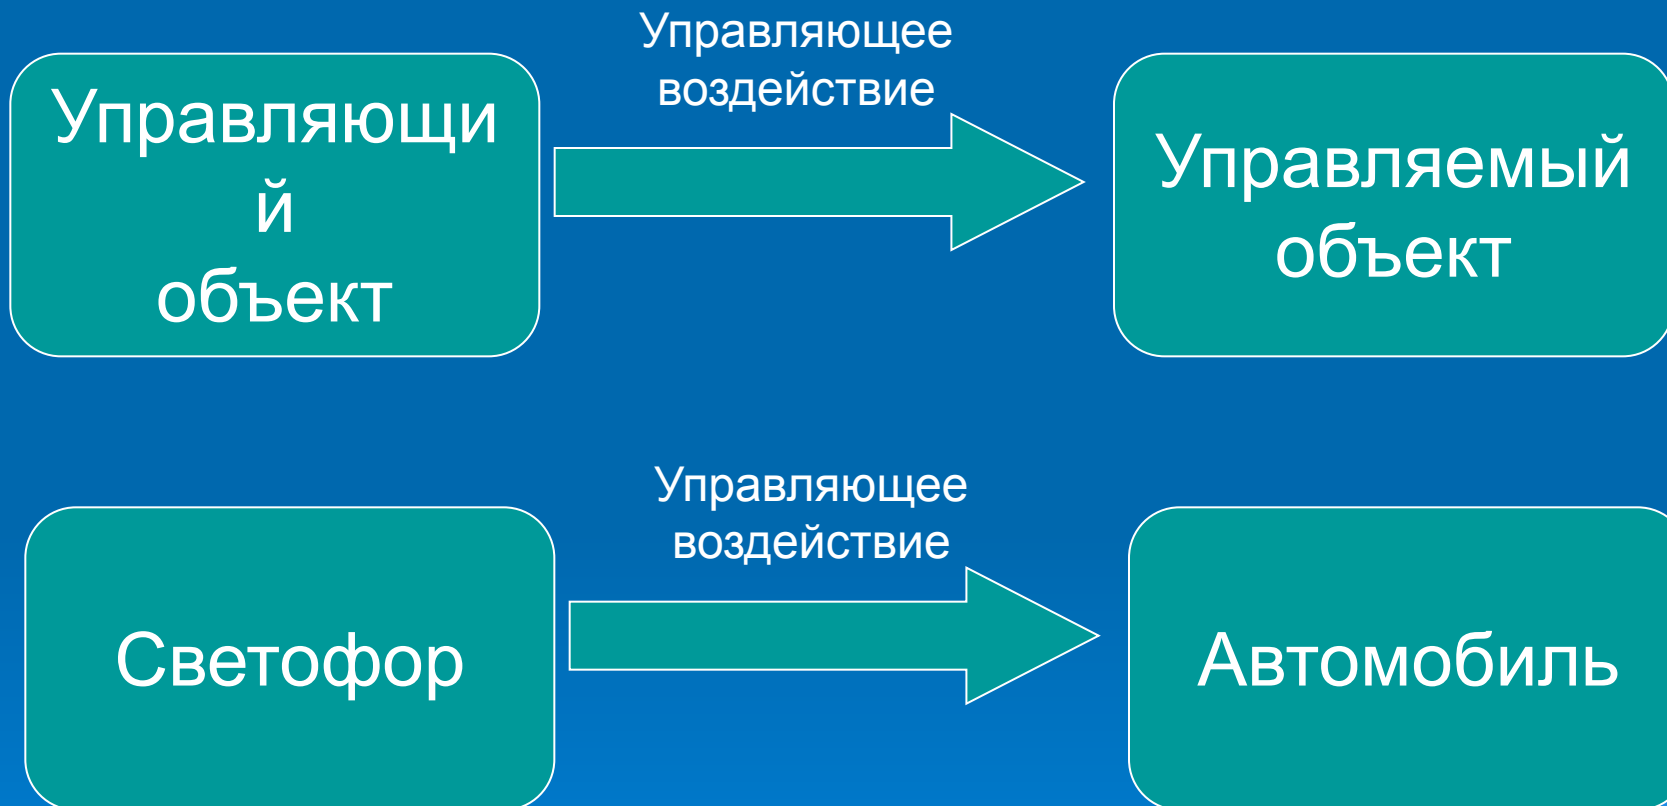 Управляющее
воздействие
Управляющи
й
объект
Управляемый
объект
Управляющее
воздействие
Светофор
Автомобиль